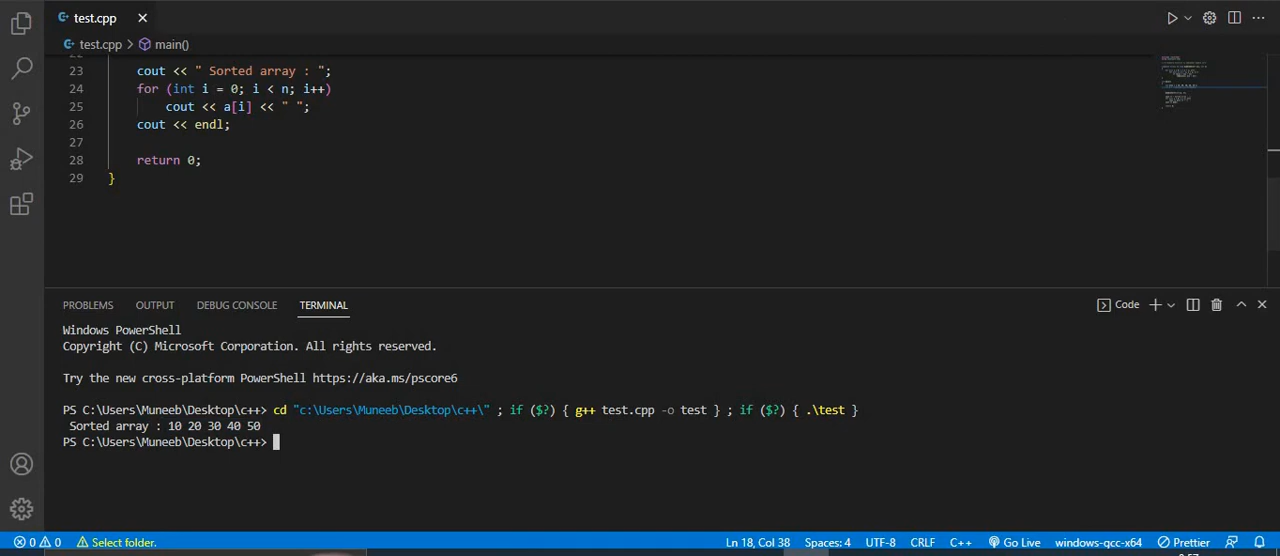 test.cpp
test.cpp > main()
23 cout << " Sorted array : ";
24 for (int i = 0; i < n; i++)
25 cout << a[i] << " ";
26 cout << endl;
27
28 return 0;
29 }
PROBLEMS OUTPUT DEBUG CONSOLE TERMINAL Code
Windows PowerShell
Copyright (C) Microsoft Corporation. All rights reserved.
Try the new cross-platform PowerShell https://aka.ms/pscore6
PS C:\Users\Muneeb\Desktop\c++> cd "c:\Users\Muneeb\Desktop\c++\" ; if ($?) { g++ test.cpp -o test } ; if ($?) { .\test }
Sorted array : 10 20 30 40 50
PS C:\Users\Muneeb\Desktop\c++>
0 0 Select folder. Ln 18, Col 38 Spaces: 4 UTF-8 CRLF C++ Go Live windows-gcc-x64 Prettier